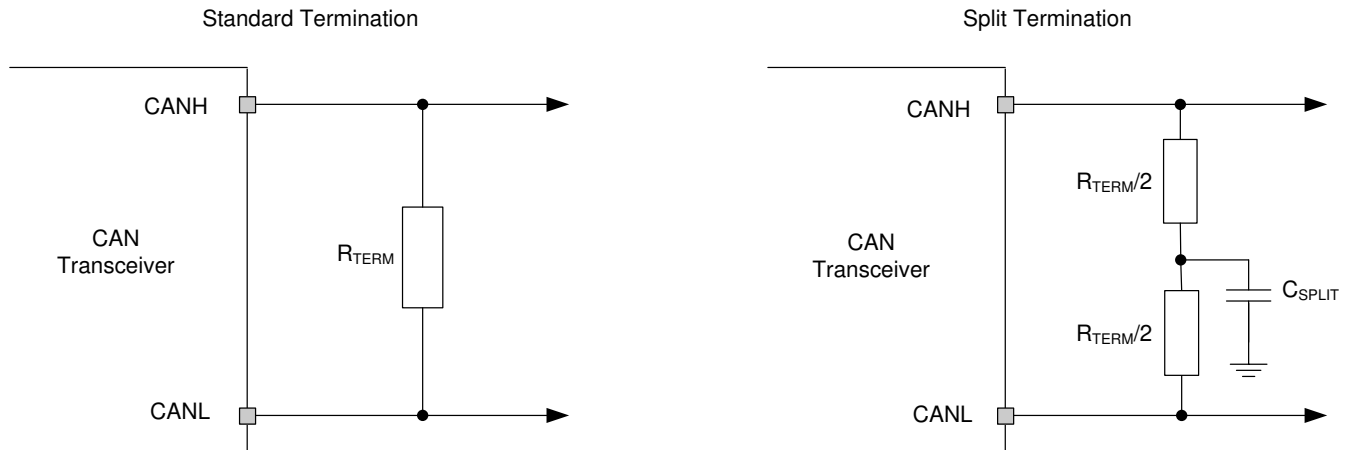 Standard Termination
CANH
CAN
Transceiver
RTERM
CANL
Split Termination
CANH
RTERM/2
CAN
Transceiver
CSPLIT
RTERM/2
CANL